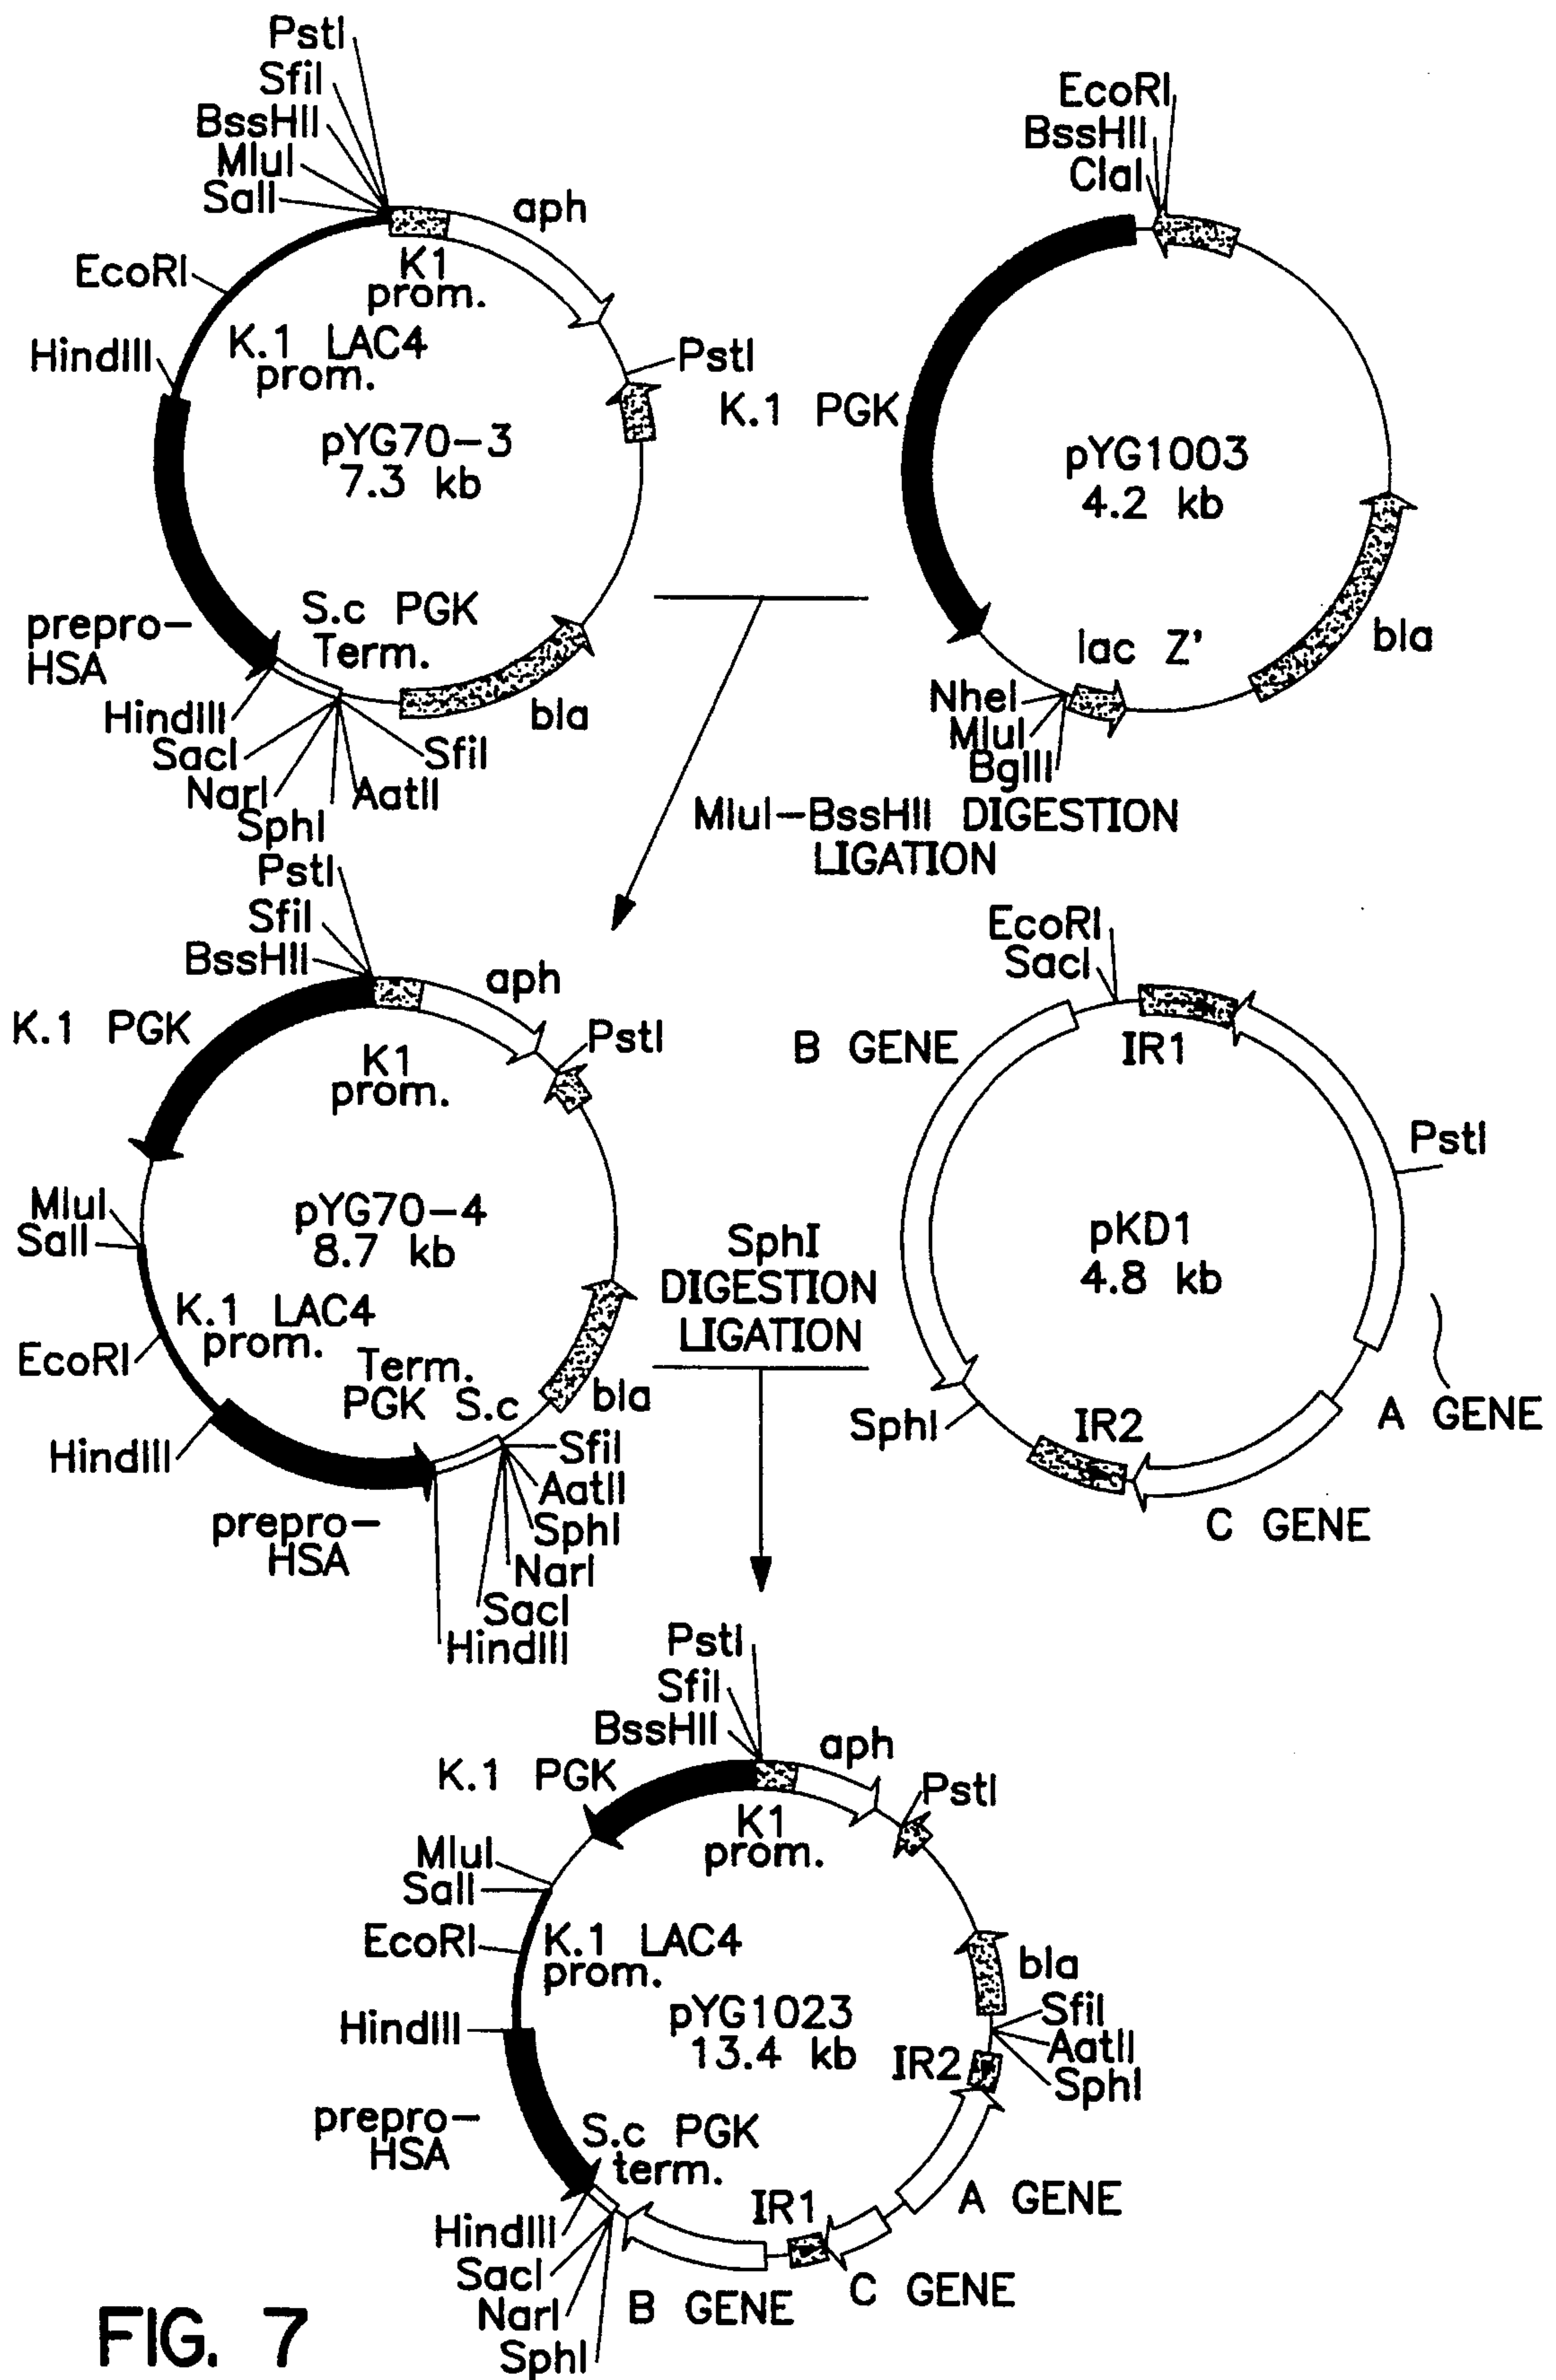 PstI
SfiI
BssHII
MluI
SalI
aph
K1
prom.
EcoRI
HindIII
K.1 LAC4
prom.
PstI
pYG70-3
7.3 kb
prepro-
HSA
S.c PGK
Term.
bla
HindIII
SacI
NarI
SphI
AatII
SfiI
EcoRI
BssHII
ClaI
K.1 PGK
pYG1003
4.2 kb
lac Z'
bla
NheI
MluI
BglII
MluI-BssHII DIGESTION
LIGATION
PstI
SfiI
BssHII
aph
K.1 PGK
K1
prom.
PstI
MluI
SalI
pYG70-4
8.7 kb
K.1 LAC4
prom.
EcoRI
Term.
PGK S.c
bla
HindIII
SfiI
AatII
SphI
NarI
SacI
HindIII
prepro-
HSA
EcoRI
SacI
B GENE
IR1
PstI
pKD1
4.8 kb
SphI
IR2
A GENE
C GENE
SphI
DIGESTION
LIGATION
PstI
SfiI
BssHII
aph
K.1 PGK
K1
prom.
PstI
MluI
SalI
EcoRI
K.1 LAC4
prom.
bla
HindIII
pYG1023
13.4 kb
SfiI
AatII
SphI
IR2
prepro-
HSA
S.c PGK
term.
A GENE
IR1
HindIII
SacI
NarI
SphI
B GENE
C GENE
FIG. 7